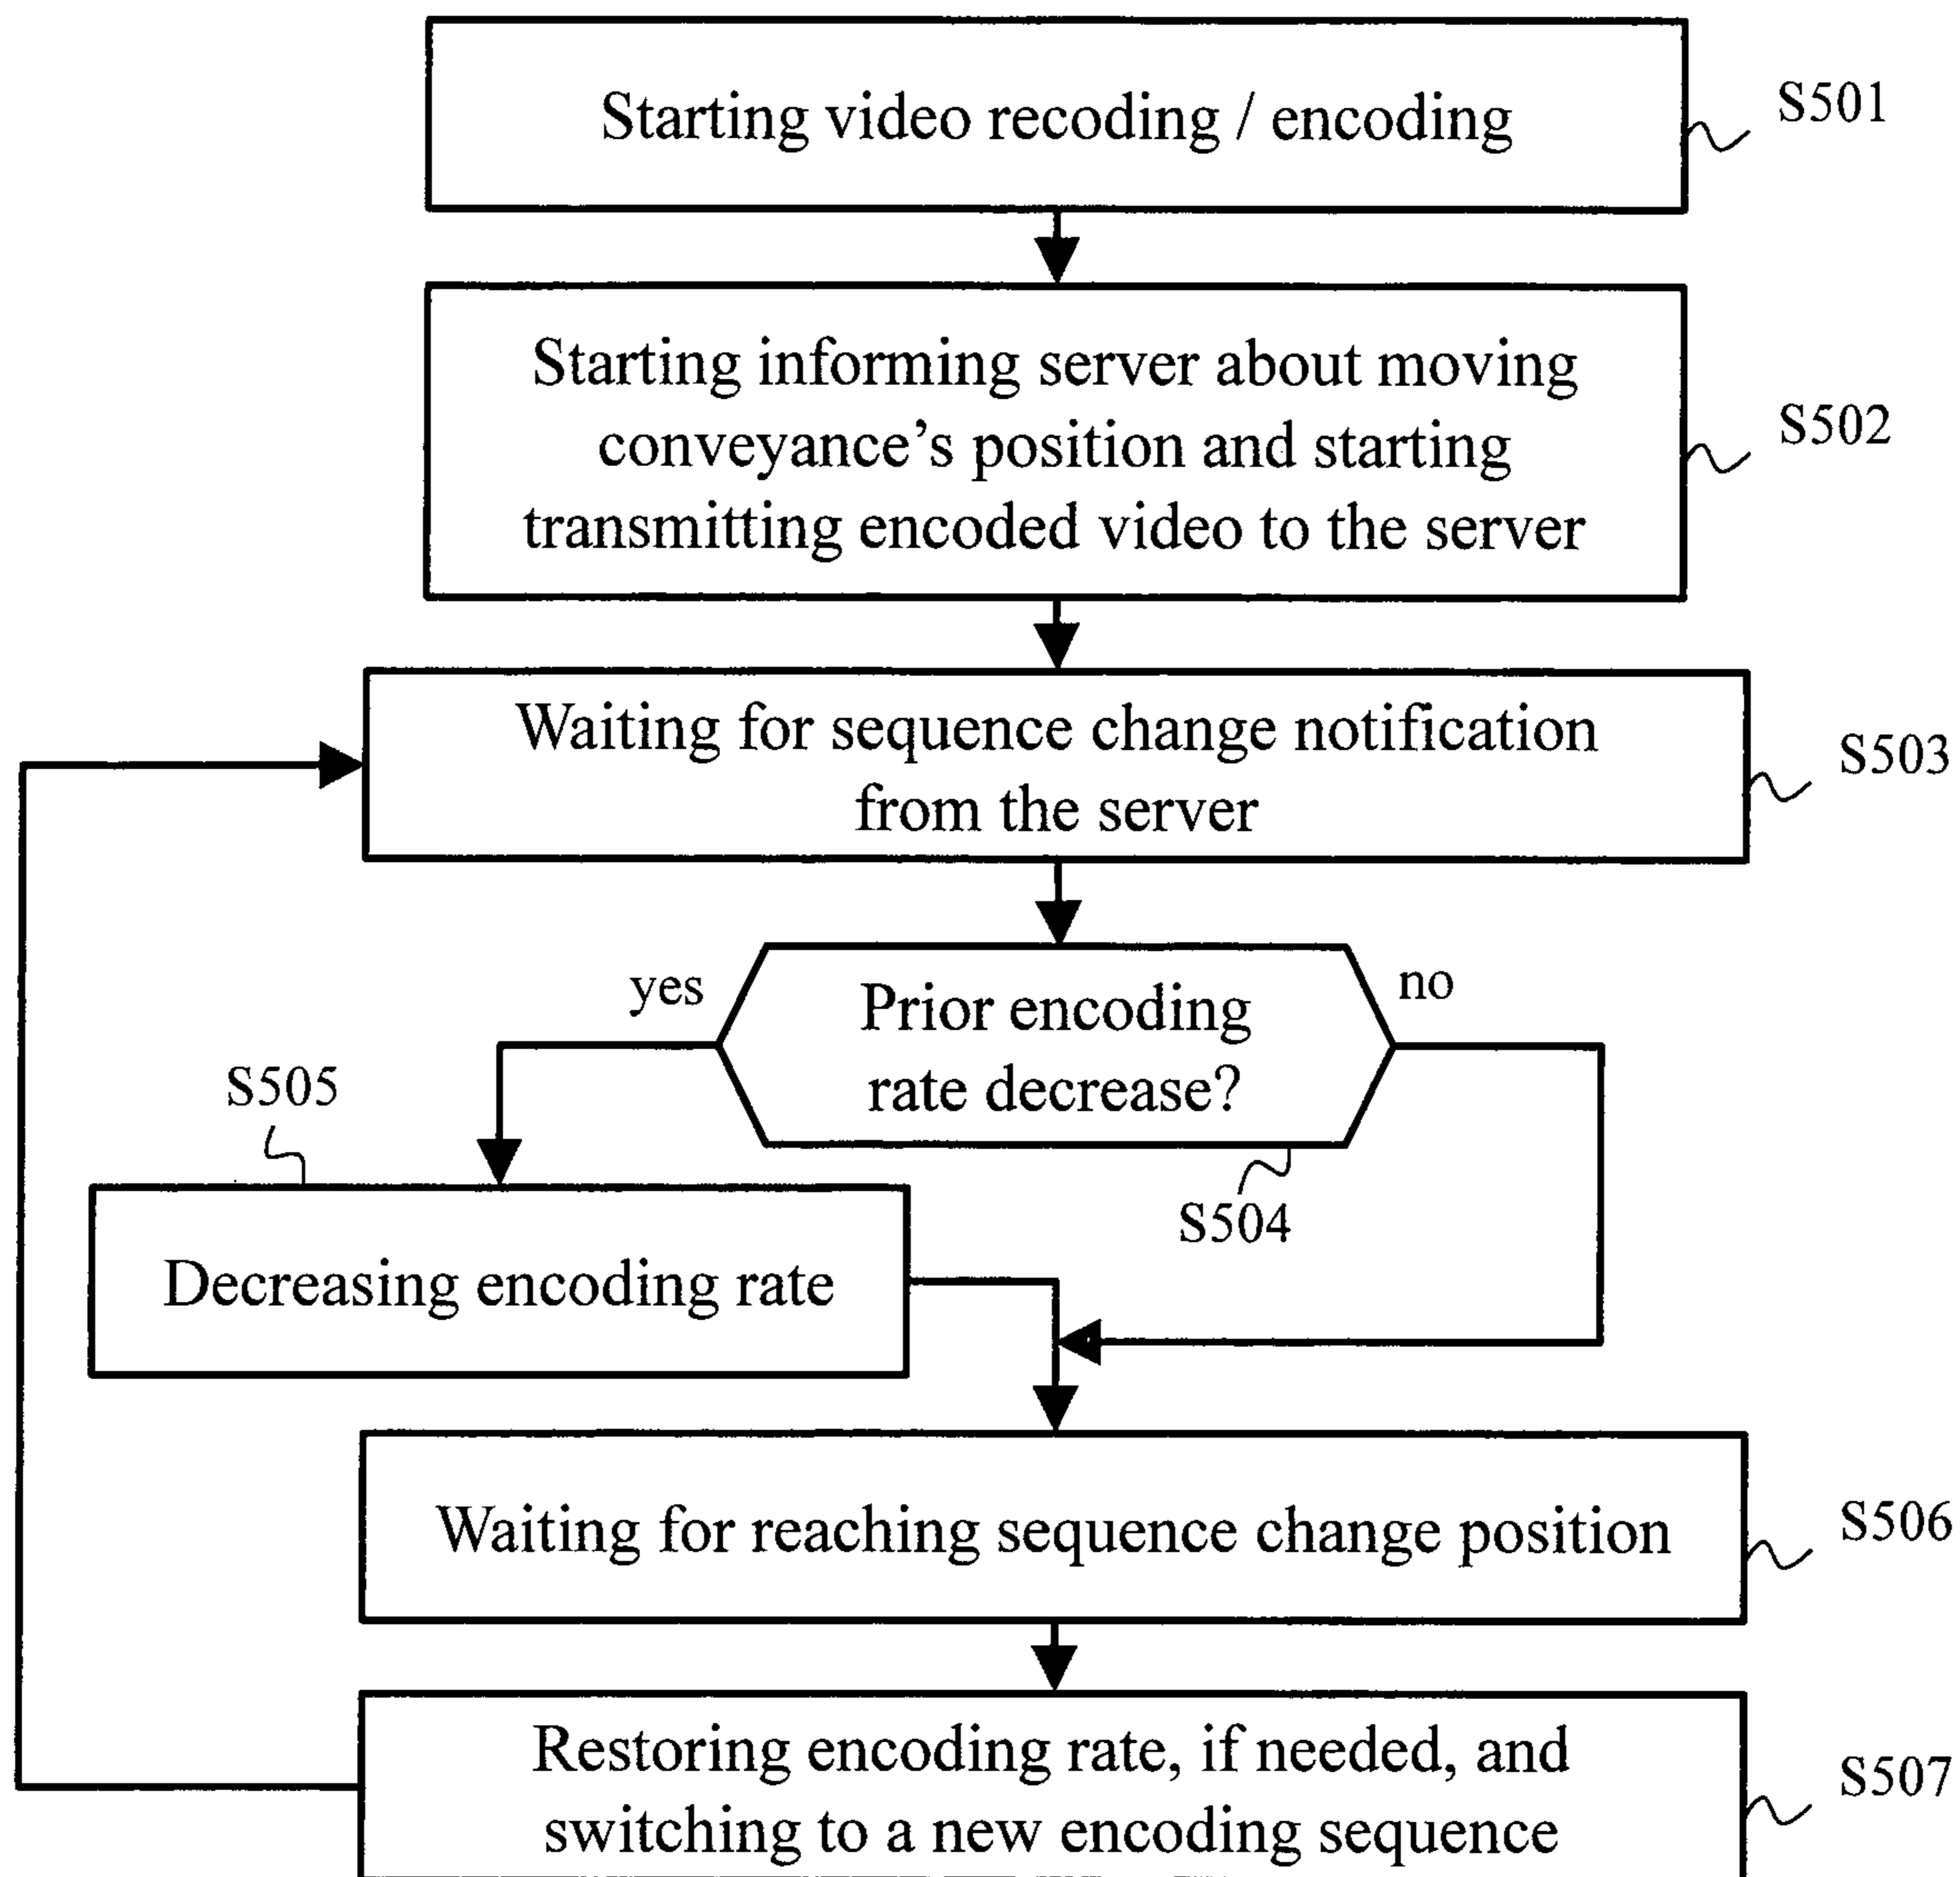 Starting video recoding / encoding
S501
Starting informing server about moving
conveyance’s position and starting
transmitting encoded video to the server
S502
Waiting for sequence change notification
from the server
S503
yes
no
Prior encoding
rate decrease?
S505
S504
Decreasing encoding rate
Waiting for reaching sequence change position
S506
Restoring encoding rate, if needed, and
switching to a new encoding sequence
S507